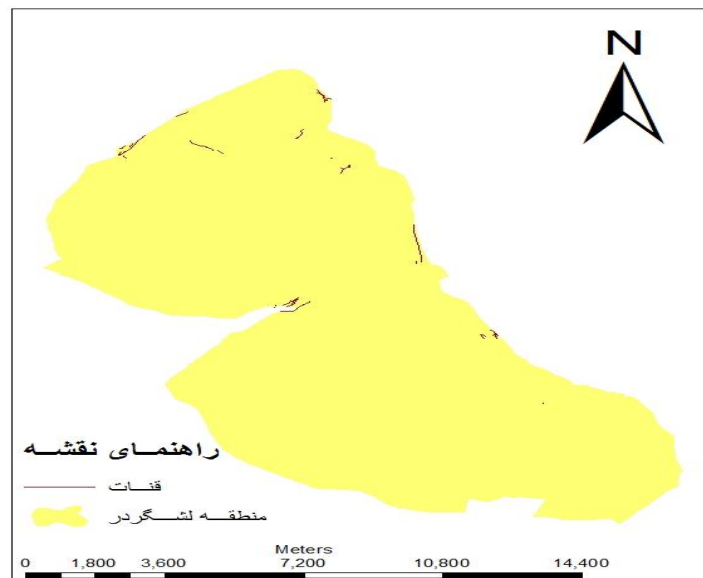 N
راهنمای نقشه
قنات
منطقه لشگردر
Meters
0 1,800 3,600 7,200 10,800 14,400